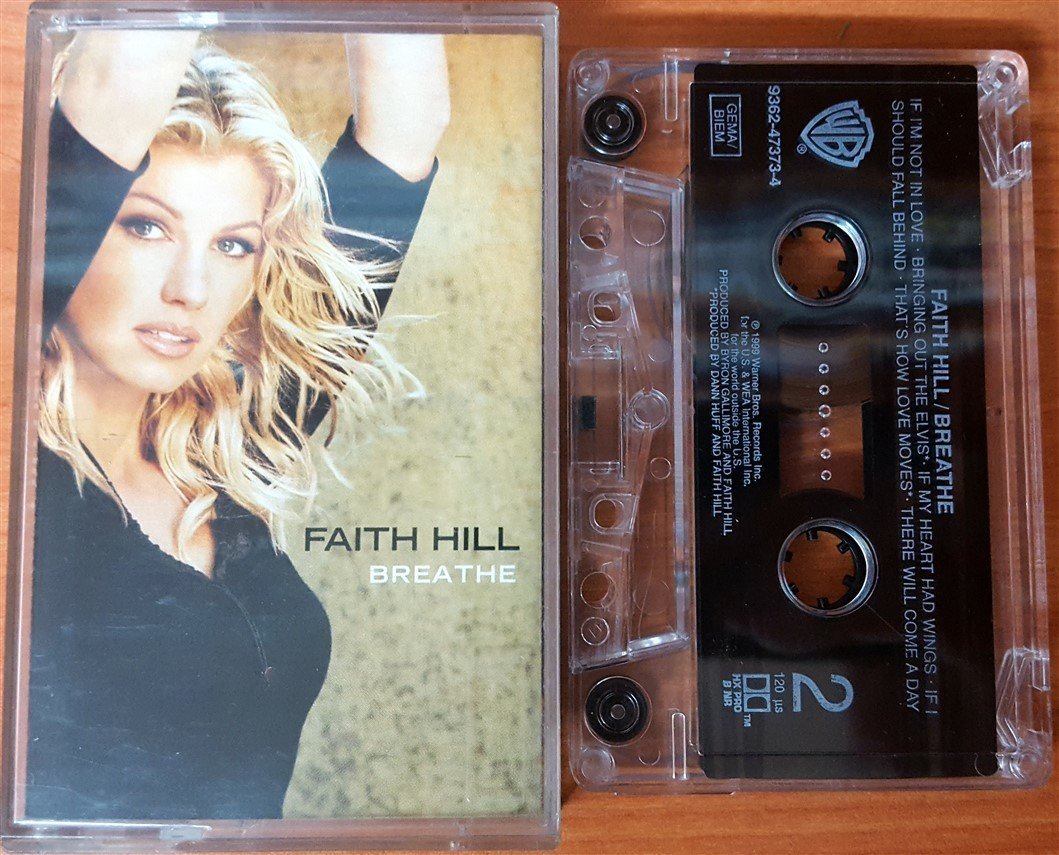 FAITH HILL
BREATHE
FAITH HILL / BREATHE
IF I'M NOT IN LOVE · BRINGING OUT THE ELVIS* · IF MY HEART HAD WINGS · IF I
SHOULD FALL BEHIND · THAT'S HOW LOVE MOVES* · THERE WILL COME A DAY
WB
®
9362-47373-4
GEMA/
BIEM
℗ 1999 Warner Bros. Records Inc.
for the U.S. & WEA International Inc.
for the world outside the U.S.
PRODUCED BY BYRON GALLIMORE AND FAITH HILL
*PRODUCED BY DANN HUFF AND FAITH HILL
2
120 µs
TM
HX PRO
B NR